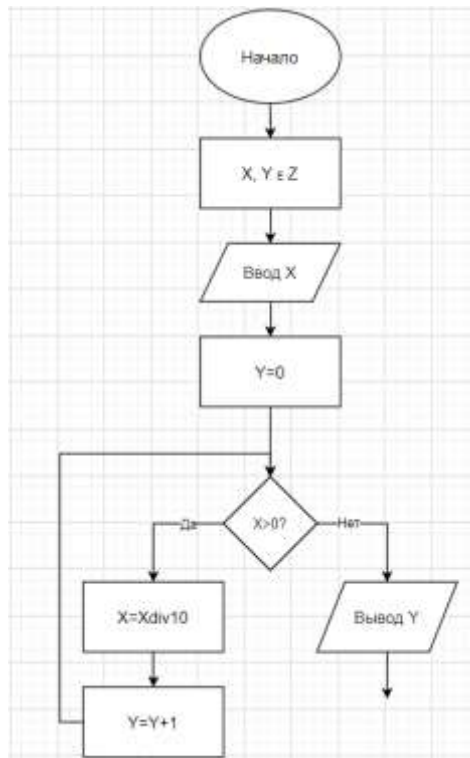 Начало
X, Y ε Z
Ввод X
Y=0
X>0?
Да
Нет
X=Xdiv10
Вывод Y
Y=Y+1